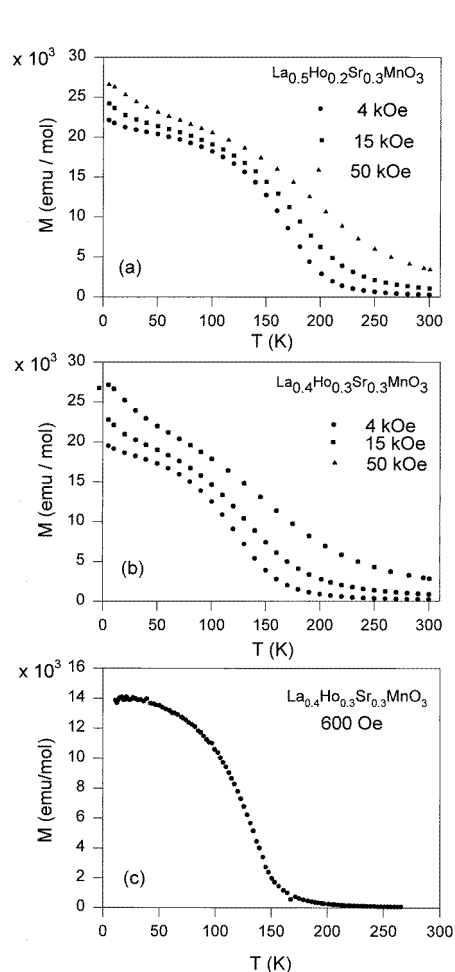 x 10³
30
25
20
15
10
5
0
M (emu / mol)
La₀.₅Ho₀.₂Sr₀.₃MnO₃
4 kOe
15 kOe
50 kOe
(a)
0 50 100 150 200 250 300
T (K)
x 10³
30
25
20
15
10
5
0
M (emu / mol)
La₀.₄Ho₀.₃Sr₀.₃MnO₃
4 kOe
15 kOe
50 kOe
(b)
0 50 100 150 200 250 300
T (K)
x 10³
16
14
12
10
8
6
4
2
0
M (emu/mol)
La₀.₄Ho₀.₃Sr₀.₃MnO₃
600 Oe
(c)
0 50 100 150 200 250 300
T (K)